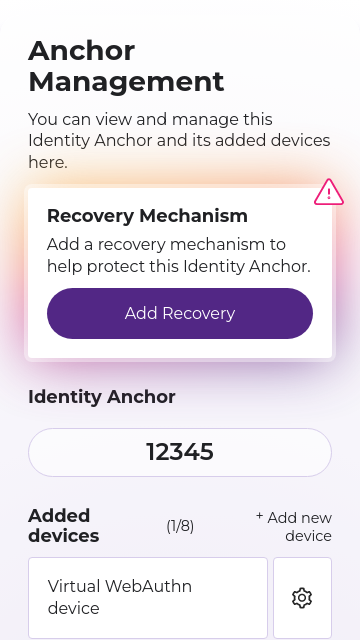 Anchor
Management
You can view and manage this
Identity Anchor and its added devices
here.
Recovery Mechanism
Add a recovery mechanism to
help protect this Identity Anchor.
Add Recovery
Identity Anchor
12345
Added
devices
(1/8)
+ Add new
device
Virtual WebAuthn
device